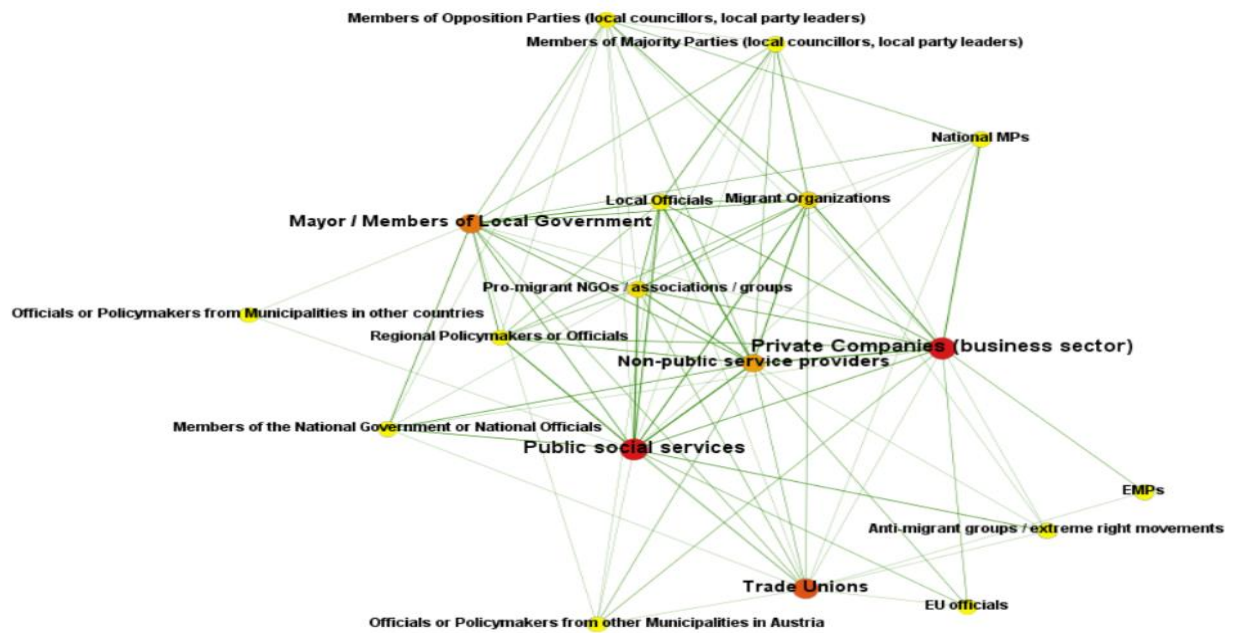 Members of Opposition Parties (local councillors, local party leaders)
Members of Majority Parties (local councillors, local party leaders)
National MPs
Local Officials
Migrant Organizations
Mayor / Members of Local Government
Pro-migrant NGOs / associations / groups
Officials or Policymakers from Municipalities in other countries
Regional Policymakers or Officials
Private Companies (business sector)
Non-public service providers
Members of the National Government or National Officials
Public social services
EMPs
Anti-migrant groups / extreme right movements
Trade Unions
EU officials
Officials or Policymakers from other Municipalities in Austria